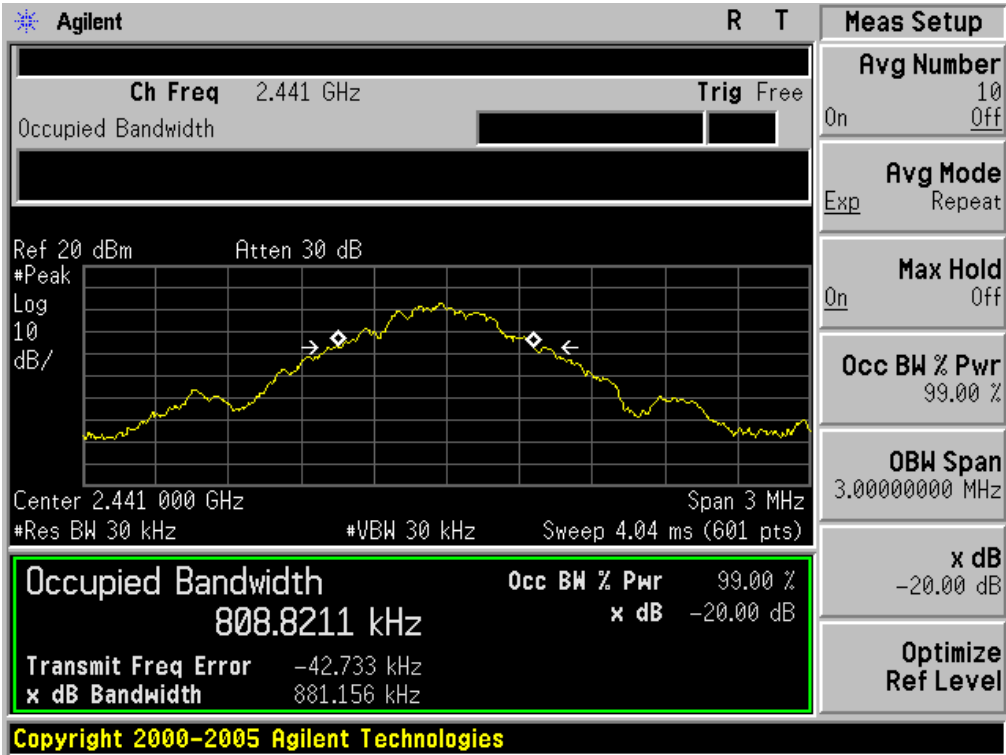 Agilent R T
Ch Freq 2.441 GHz Trig Free
Occupied Bandwidth
Ref 20 dBm Atten 30 dB
#Peak
Log
10
dB/
Center 2.441 000 GHz Span 3 MHz
#Res BW 30 kHz #VBW 30 kHz Sweep 4.04 ms (601 pts)
Occupied Bandwidth Occ BW % Pwr 99.00 %
808.8211 kHz x dB -20.00 dB
Transmit Freq Error -42.733 kHz
x dB Bandwidth 881.156 kHz
Copyright 2000-2005 Agilent Technologies
Meas Setup
Avg Number
10
On Off
Avg Mode
Exp Repeat
Max Hold
On Off
Occ BW % Pwr
99.00 %
OBW Span
3.00000000 MHz
x dB
-20.00 dB
Optimize
Ref Level